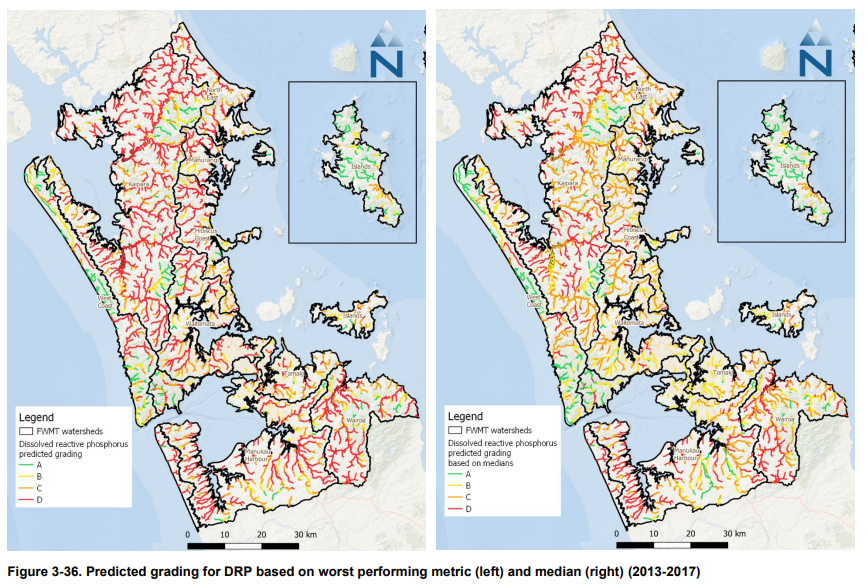 N
North
East
Islands
Mahurangi
Kaipara
Hibiscus
Coast
West
Coast
Waitemata
Islands
Tamaki
Wairoa
Manukau
Harbour
Legend
FWMT watersheds
Dissolved reactive phosphorus
predicted grading
A
B
C
D
0 10 20 30 km
N
North
East
Islands
Mahurangi
Kaipara
Hibiscus
Coast
West
Coast
Waitemata
Islands
Tamaki
Wairoa
Manukau
Harbour
Legend
FWMT watersheds
Dissolved reactive phosphorus
predicted grading
based on medians
A
B
C
D
0 10 20 30 km
Figure 3-36. Predicted grading for DRP based on worst performing metric (left) and median (right) (2013-2017)